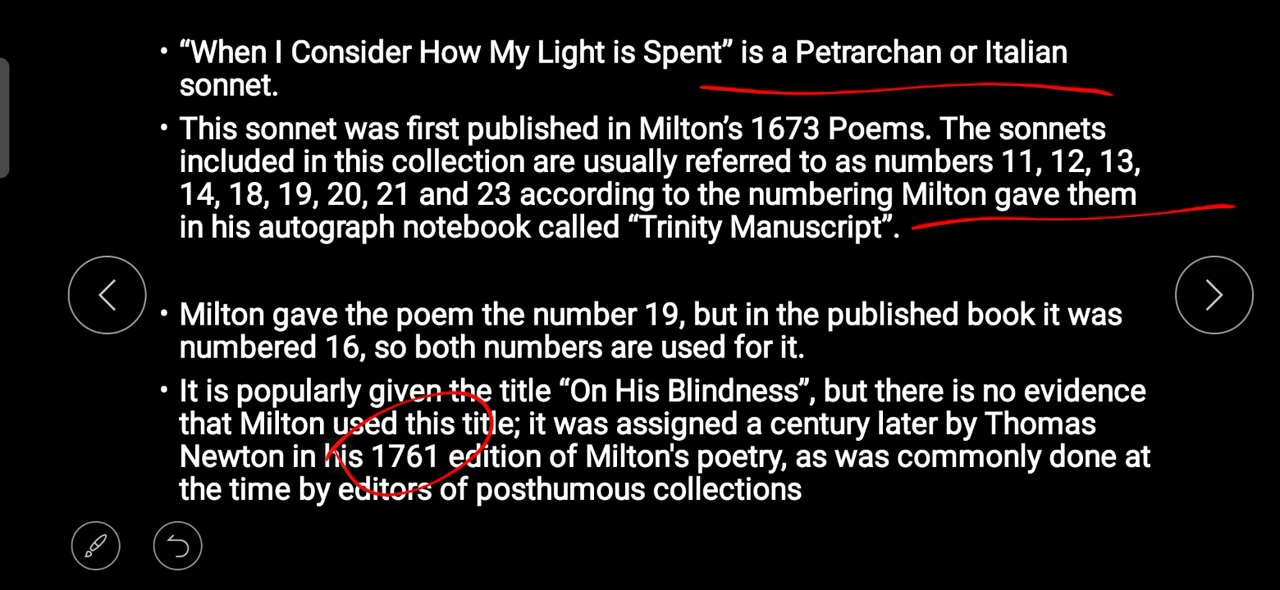 • “When I Consider How My Light is Spent” is a Petrarchan or Italian
sonnet.
• This sonnet was first published in Milton’s 1673 Poems. The sonnets
included in this collection are usually referred to as numbers 11, 12, 13,
14, 18, 19, 20, 21 and 23 according to the numbering Milton gave them
in his autograph notebook called “Trinity Manuscript”.
• Milton gave the poem the number 19, but in the published book it was
numbered 16, so both numbers are used for it.
• It is popularly given the title “On His Blindness”, but there is no evidence
that Milton used this title; it was assigned a century later by Thomas
Newton in his 1761 edition of Milton's poetry, as was commonly done at
the time by editors of posthumous collections